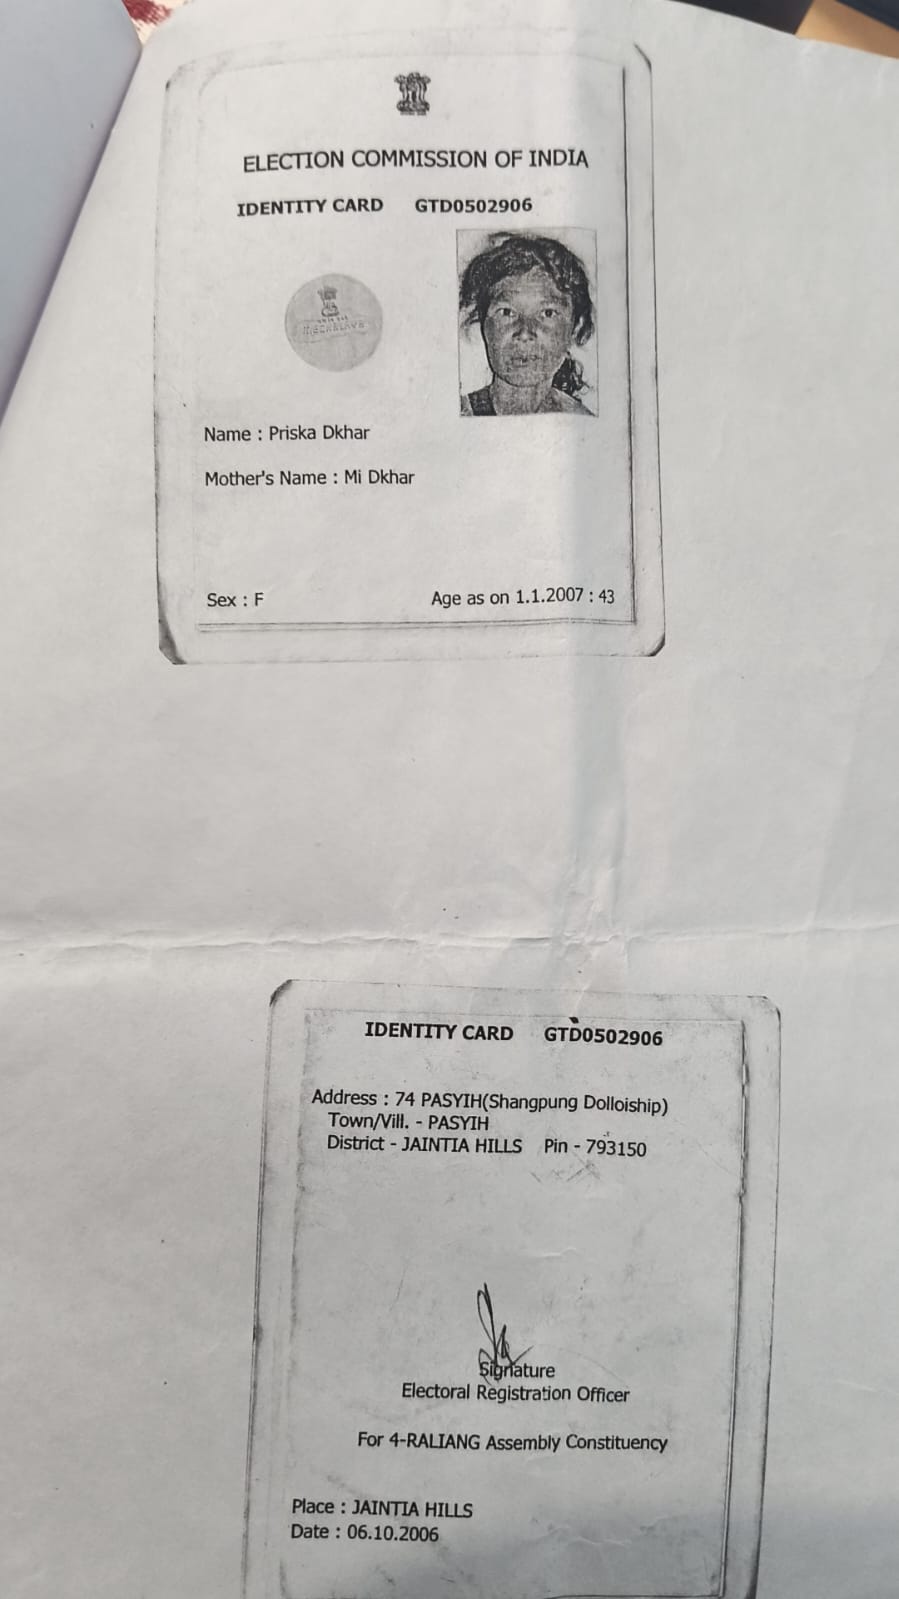 ELECTION COMMISSION OF INDIA
IDENTITY CARD GTD0502906
MEGHALAYA
Name : Priska Dkhar
Mother's Name : Mi Dkhar
Sex : F Age as on 1.1.2007 : 43
IDENTITY CARD GTD0502906
Address : 74 PASYIH(Shangpung Dolloiship)
Town/Vill. - PASYIH
District - JAINTIA HILLS Pin - 793150
Signature
Electoral Registration Officer
For 4-RALIANG Assembly Constituency
Place : JAINTIA HILLS
Date : 06.10.2006